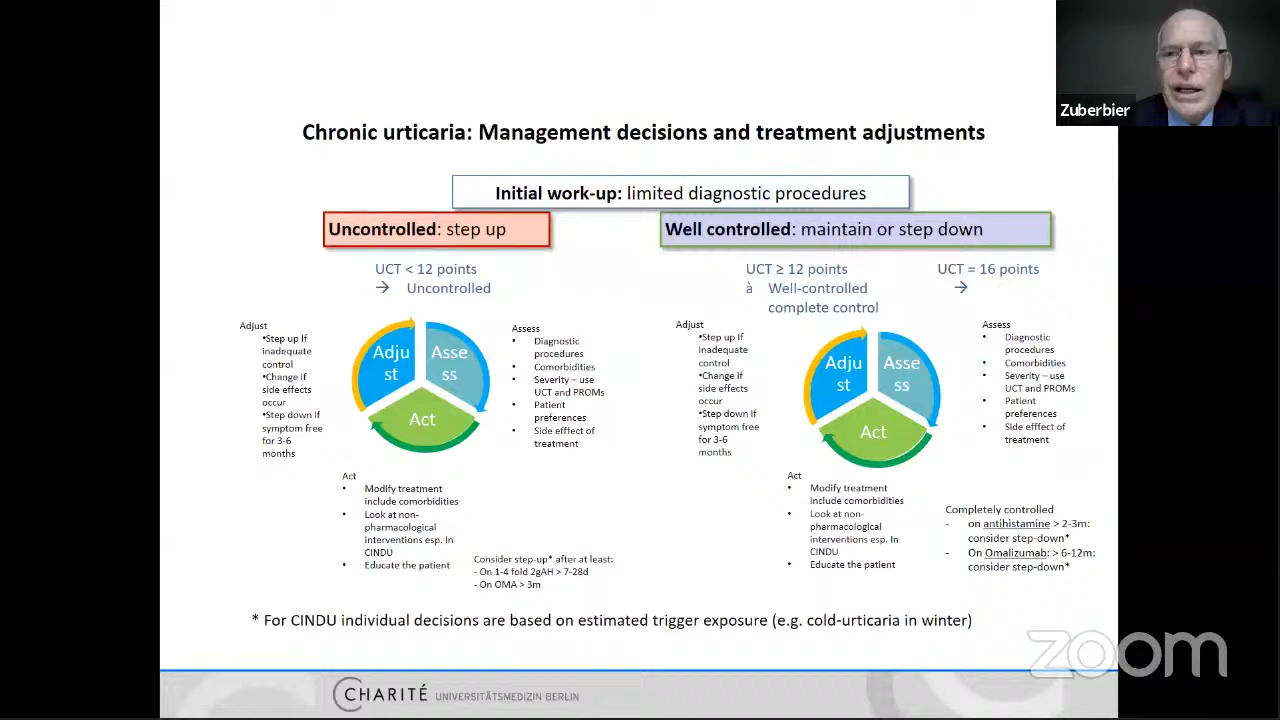 Zuberbier
Chronic urticaria: Management decisions and treatment adjustments
Initial work-up: limited diagnostic procedures
Uncontrolled: step up
Well controlled: maintain or step down
UCT < 12 points
→ Uncontrolled
UCT ≥ 12 points
à Well-controlled
complete control
UCT = 16 points
→
Adjust
•Step up If
inadequate
control
•Change if
side effects
occur
•Step down if
symptom free
for 3-6
months
Adju
st
Asse
ss
Act
Assess
• Diagnostic
procedures
• Comorbidities
• Severity – use
UCT and PROMs
• Patient
preferences
• Side efffect of
treatment
Act
• Modify treatment
include comorbidities
• Look at non-
pharmacological
interventions esp. In
CINDU
• Educate the patient
Consider step-up* after at least:
- On 1-4 fold 2gAH > 7-28d
- On OMA > 3m
Adjust
•Step up If
inadequate
control
•Change if
side effects
occur
•Step down if
symptom free
for 3-6
months
Adju
st
Asse
ss
Act
Assess
• Diagnostic
procedures
• Comorbidities
• Severity – use
UCT and PROMs
• Patient
preferences
• Side efffect of
treatment
Act
• Modify treatment
include comorbidities
• Look at non-
pharmacological
interventions esp. In
CINDU
• Educate the patient
Completely controlled
- on antihistamine > 2-3m:
consider step-down*
- On Omalizumab: > 6-12m:
consider step-down*
* For CINDU individual decisions are based on estimated trigger exposure (e.g. cold-urticaria in winter)
zoom
CHARITÉ UNIVERSITÄTSMEDIZIN BERLIN